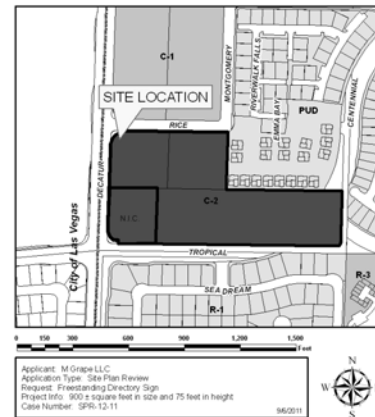 C-1
MONTGOMERY
RIVERWALK FALLS
SITE LOCATION
PUD
EMMA BAY
CENTENNIAL
RICE
DECATUR
City of Las Vegas
N.I.C.
C-2
TROPICAL
SEA DREAM
R-3
R-1
0 150 300 600 900 1,200 1,500
Feet
Applicant: M Grape LLC
Application Type: Site Plan Review
Request: Freestanding Directory Sign
Project Info: 900 ± square feet in size and 75 feet in height
Case Number: SPR-12-11
9/6/2011
N
W E
S